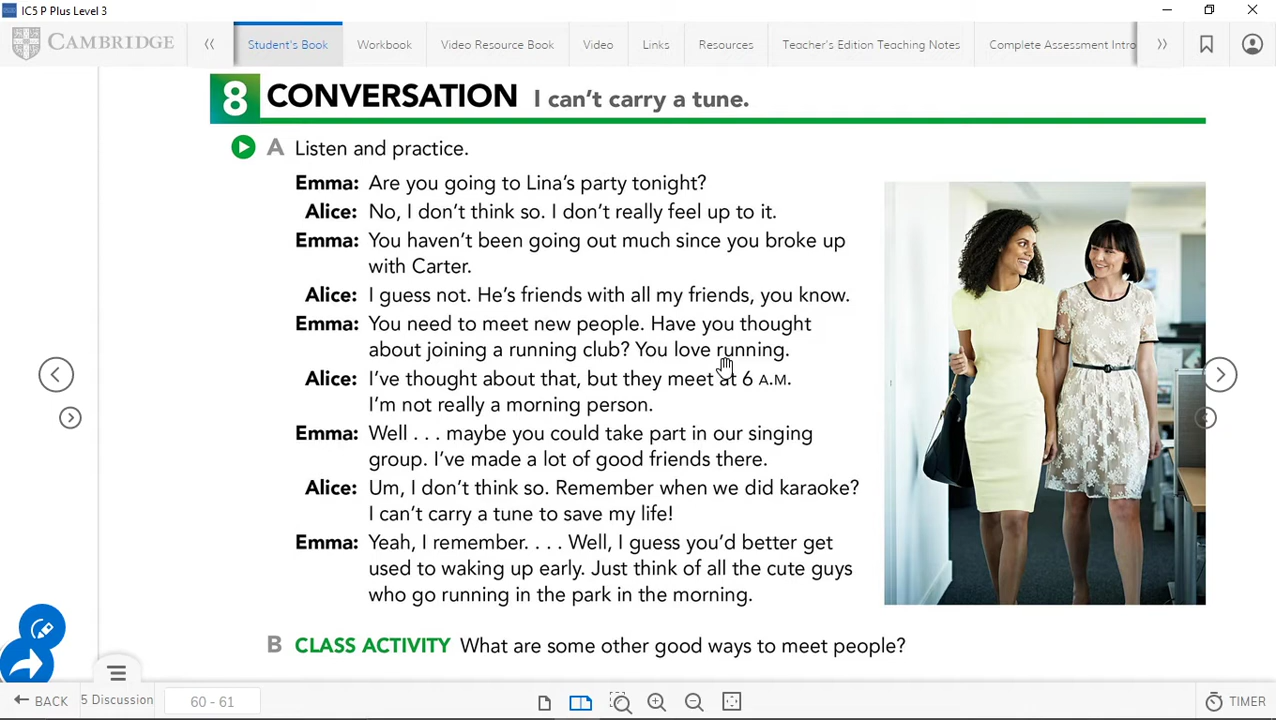 IC5 P Plus Level 3
CAMBRIDGE
Student's Book
Workbook
Video Resource Book
Video
Links
Resources
Teacher's Edition Teaching Notes
Complete Assessment Intro
8 CONVERSATION I can't carry a tune.
A Listen and practice.
Emma: Are you going to Lina's party tonight?
Alice: No, I don't think so. I don't really feel up to it.
Emma: You haven't been going out much since you broke up
with Carter.
Alice: I guess not. He's friends with all my friends, you know.
Emma: You need to meet new people. Have you thought
about joining a running club? You love running.
Alice: I've thought about that, but they meet at 6 A.M.
I'm not really a morning person.
Emma: Well . . . maybe you could take part in our singing
group. I've made a lot of good friends there.
Alice: Um, I don't think so. Remember when we did karaoke?
I can't carry a tune to save my life!
Emma: Yeah, I remember. . . . Well, I guess you'd better get
used to waking up early. Just think of all the cute guys
who go running in the park in the morning.
B CLASS ACTIVITY What are some other good ways to meet people?
BACK
5 Discussion
60 - 61
TIMER